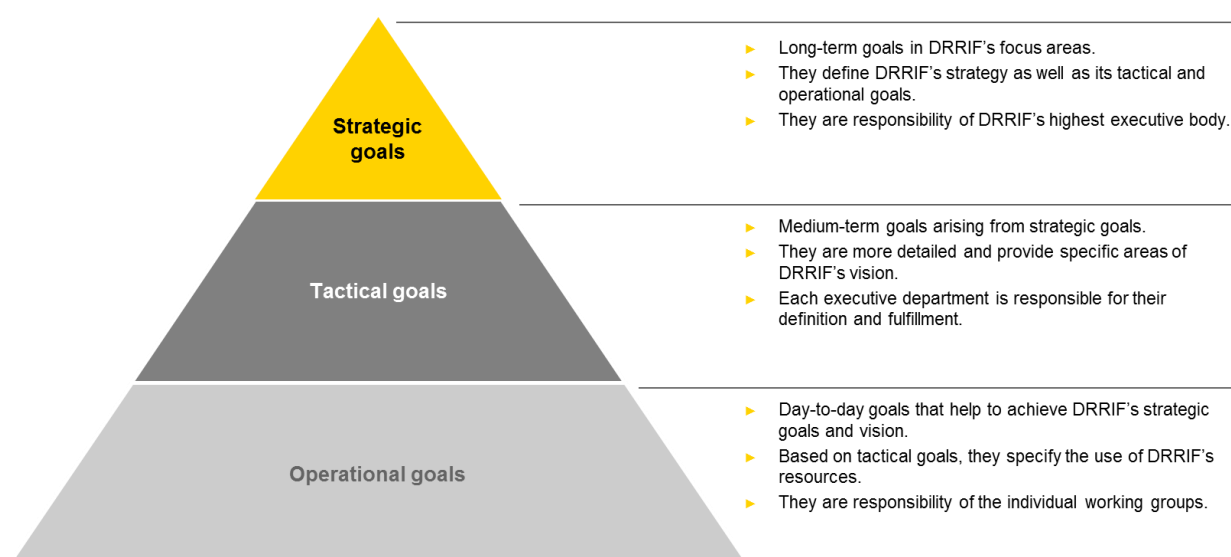 Strategic
goals
► Long-term goals in DRRIF's focus areas.
► They define DRRIF's strategy as well as its tactical and
operational goals.
► They are responsibility of DRRIF's highest executive body.
Tactical goals
► Medium-term goals arising from strategic goals.
► They are more detailed and provide specific areas of
DRRIF's vision.
► Each executive department is responsible for their
definition and fulfillment.
Operational goals
► Day-to-day goals that help to achieve DRRIF's strategic
goals and vision.
► Based on tactical goals, they specify the use of DRRIF's
resources.
► They are responsibility of the individual working groups.